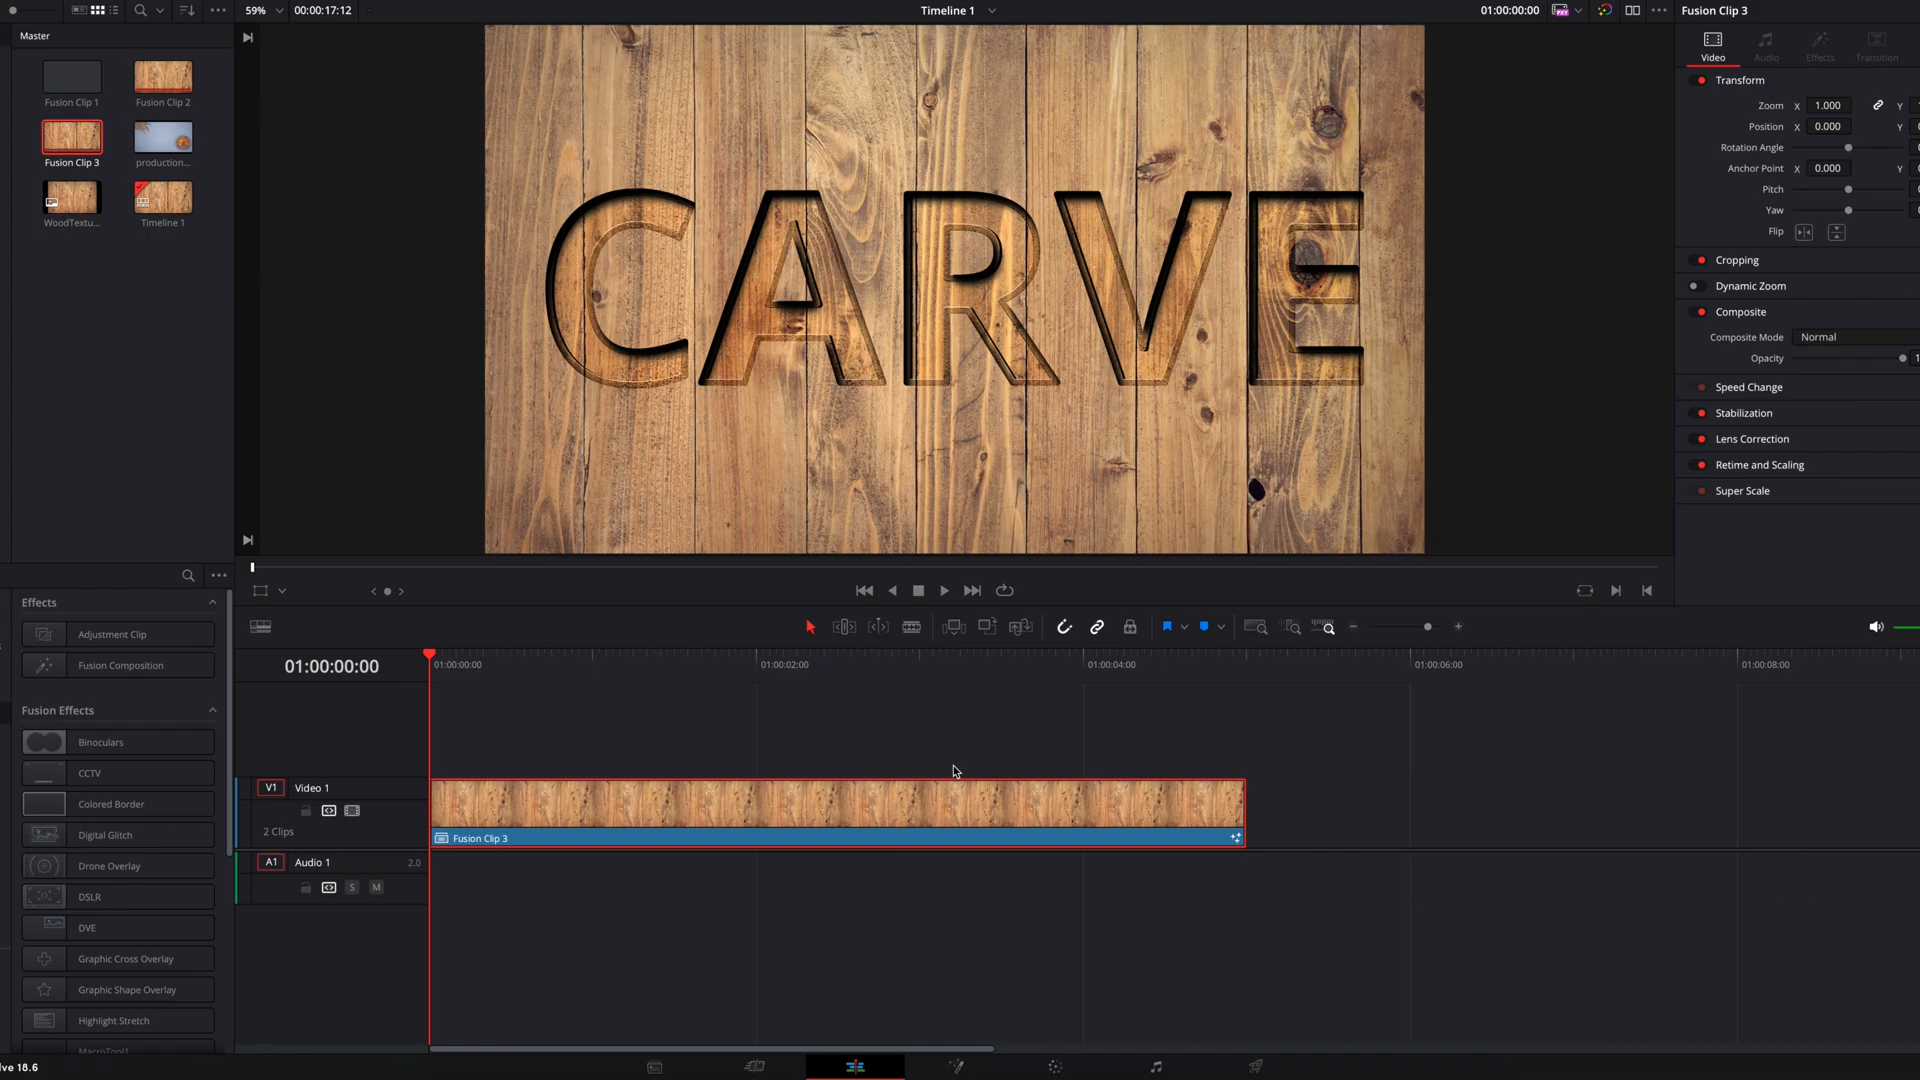 59%
00:00:17:12
Timeline 1
01:00:00:00
Fusion Clip 3
Master
Fusion Clip 1
Fusion Clip 2
Fusion Clip 3
production...
WoodTextu...
Timeline 1
CARVE
Video
Audio
Effects
Transition
Transform
Zoom X 1.000 Y
Position X 0.000 Y
Rotation Angle
Anchor Point X 0.000 Y
Pitch
Yaw
Flip
Cropping
Dynamic Zoom
Composite
Composite Mode Normal
Opacity
Speed Change
Stabilization
Lens Correction
Retime and Scaling
Super Scale
Effects
Adjustment Clip
Fusion Composition
Fusion Effects
Binoculars
CCTV
Colored Border
Digital Glitch
Drone Overlay
DSLR
DVE
Graphic Cross Overlay
Graphic Shape Overlay
Highlight Stretch
MacroTool1
01:00:00:00
01:00:00:00
01:00:02:00
01:00:04:00
01:00:06:00
01:00:08:00
V1 Video 1
2 Clips
Fusion Clip 3
A1 Audio 1 2.0
S M
lve 18.6